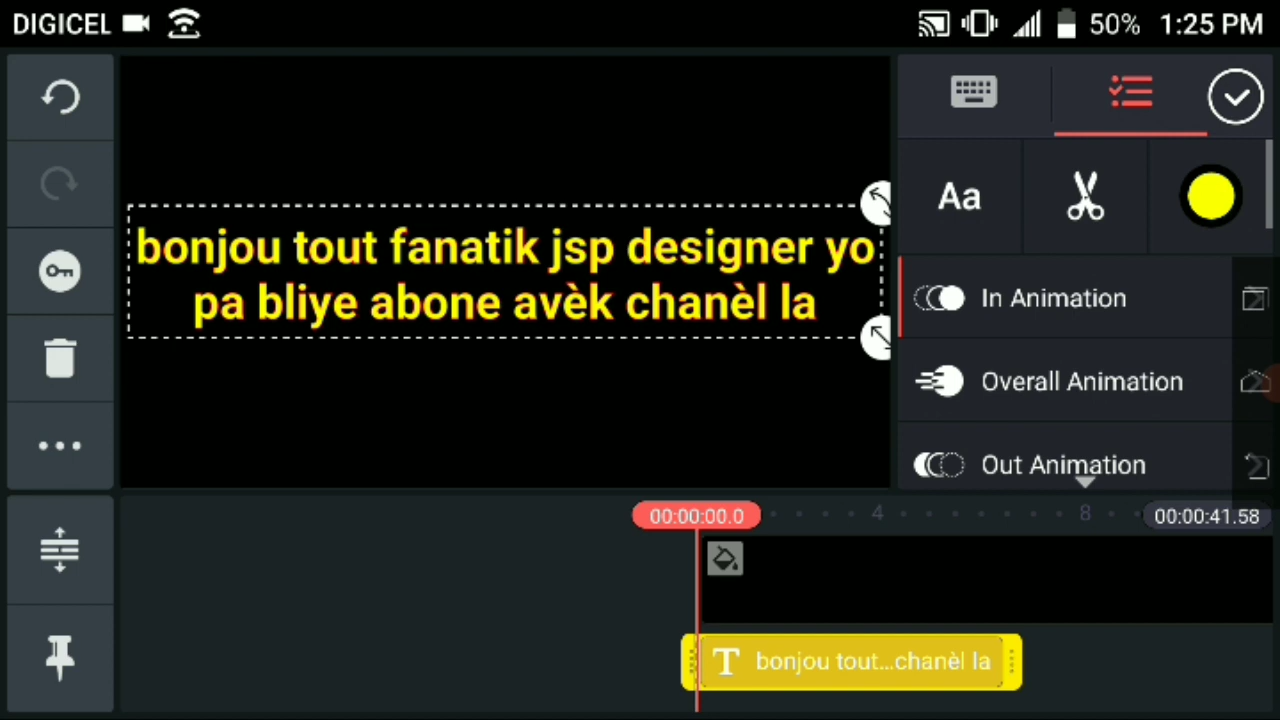 DIGICEL
50% 1:25 PM
bonjou tout fanatik jsp designer yo
pa bliye abone avèk chanèl la
Aa
In Animation
Overall Animation
Out Animation
00:00:00.0
4
8
00:00:41.58
T bonjou tout...chanèl la